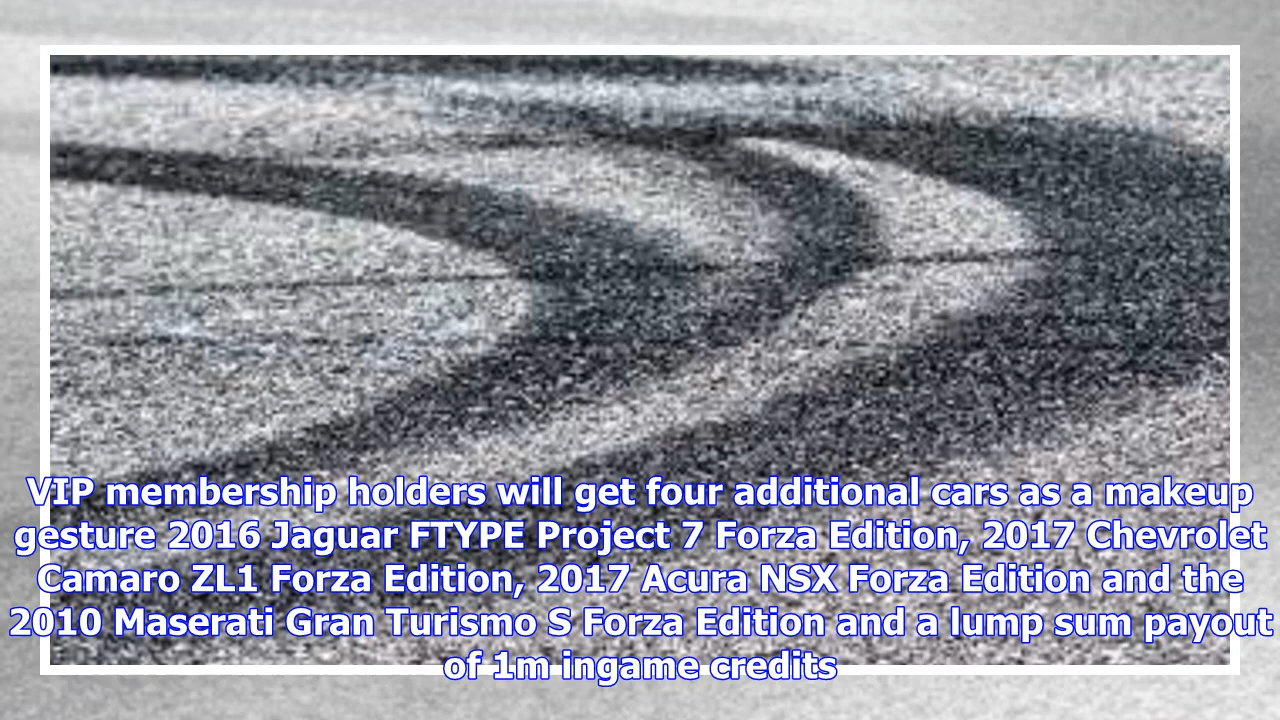 VIP membership holders will get four additional cars as a makeup
gesture 2016 Jaguar FTYPE Project 7 Forza Edition, 2017 Chevrolet
Camaro ZL1 Forza Edition, 2017 Acura NSX Forza Edition and the
2010 Maserati Gran Turismo S Forza Edition and a lump sum payout
of 1m ingame credits